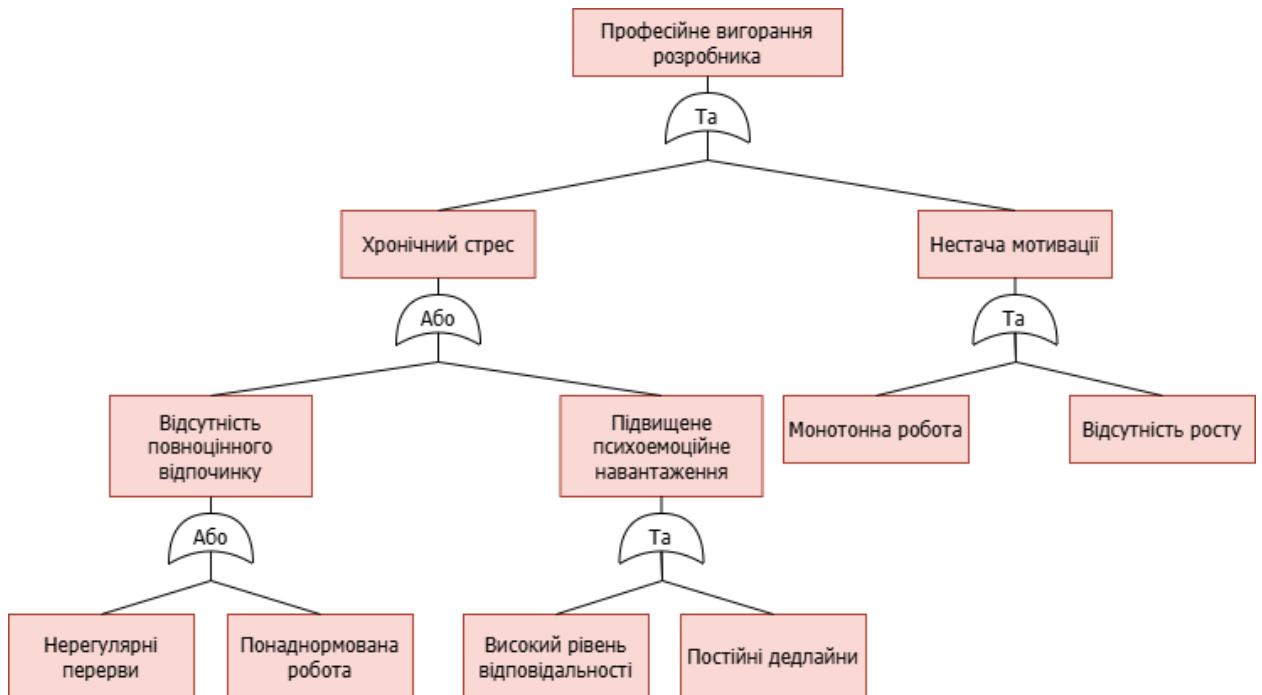 Професійне вигорання
розробника
Та
Хронічний стрес
Нестача мотивації
Або
Та
Відсутність
повноцінного
відпочинку
Підвищене
психоемоційне
навантаження
Монотонна робота
Відсутність росту
Або
Та
Нерегулярні
перерви
Понаднормована
робота
Високий рівень
відповідальності
Постійні дедлайни